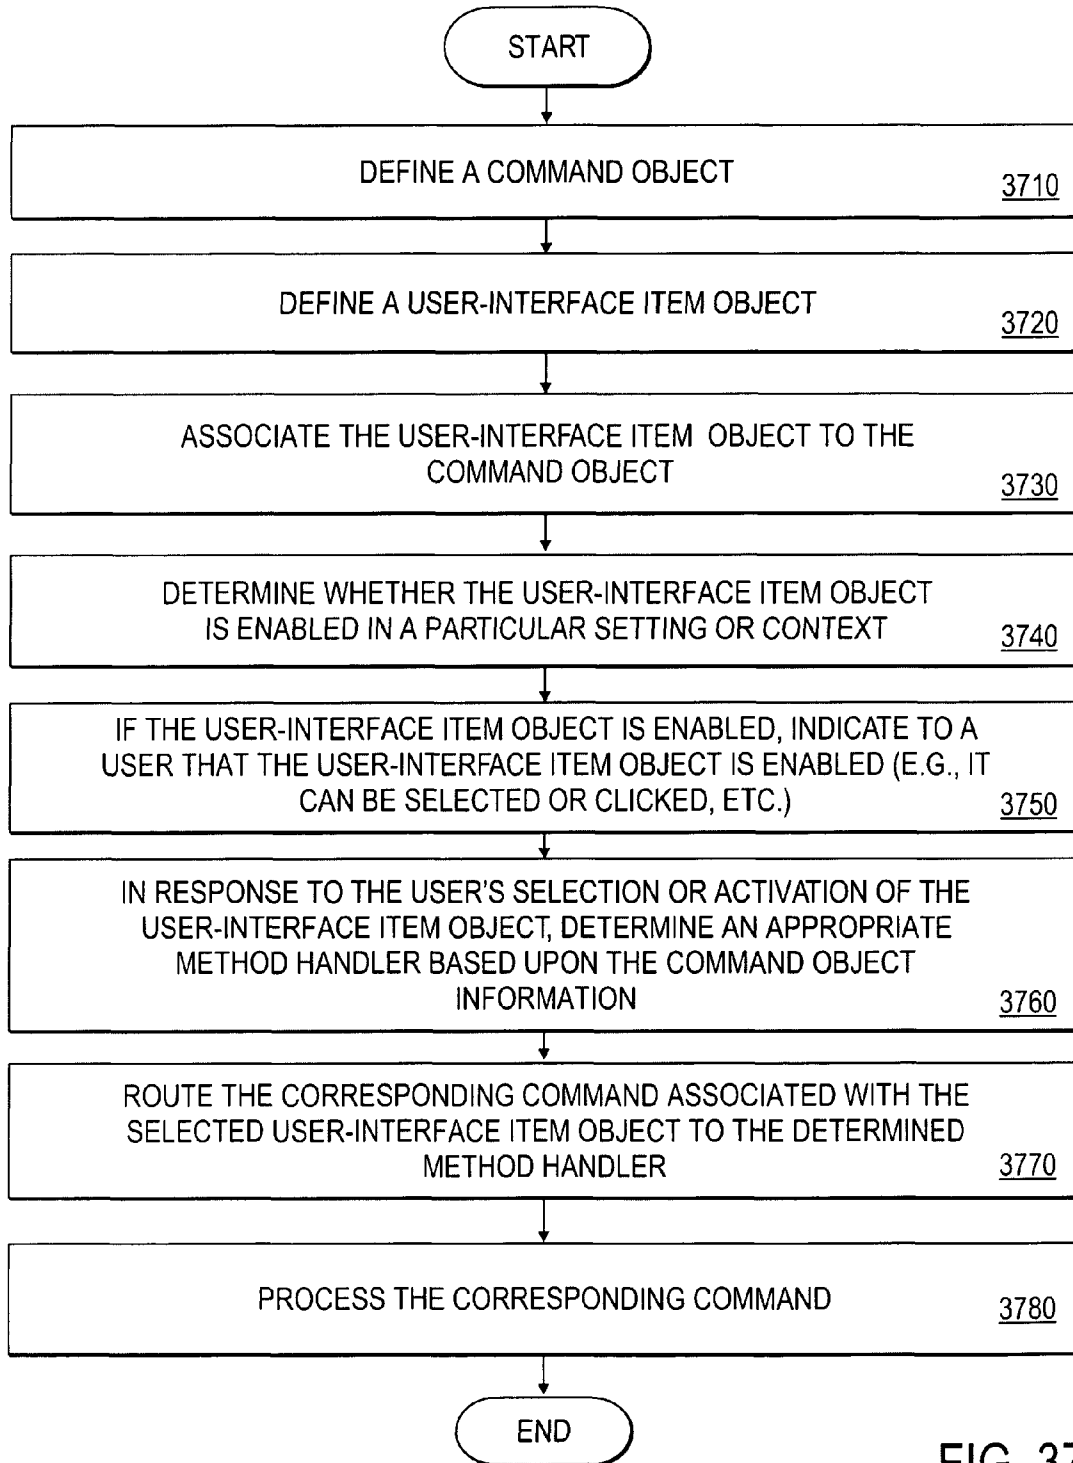 START
DEFINE A COMMAND OBJECT
3710
DEFINE A USER-INTERFACE ITEM OBJECT
3720
ASSOCIATE THE USER-INTERFACE ITEM OBJECT TO THE
COMMAND OBJECT
3730
DETERMINE WHETHER THE USER-INTERFACE ITEM OBJECT
IS ENABLED IN A PARTICULAR SETTING OR CONTEXT
3740
IF THE USER-INTERFACE ITEM OBJECT IS ENABLED, INDICATE TO A
USER THAT THE USER-INTERFACE ITEM OBJECT IS ENABLED (E.G., IT
CAN BE SELECTED OR CLICKED, ETC.)
3750
IN RESPONSE TO THE USER'S SELECTION OR ACTIVATION OF THE
USER-INTERFACE ITEM OBJECT, DETERMINE AN APPROPRIATE
METHOD HANDLER BASED UPON THE COMMAND OBJECT
INFORMATION
3760
ROUTE THE CORRESPONDING COMMAND ASSOCIATED WITH THE
SELECTED USER-INTERFACE ITEM OBJECT TO THE DETERMINED
METHOD HANDLER
3770
PROCESS THE CORRESPONDING COMMAND
3780
END
FIG. 37